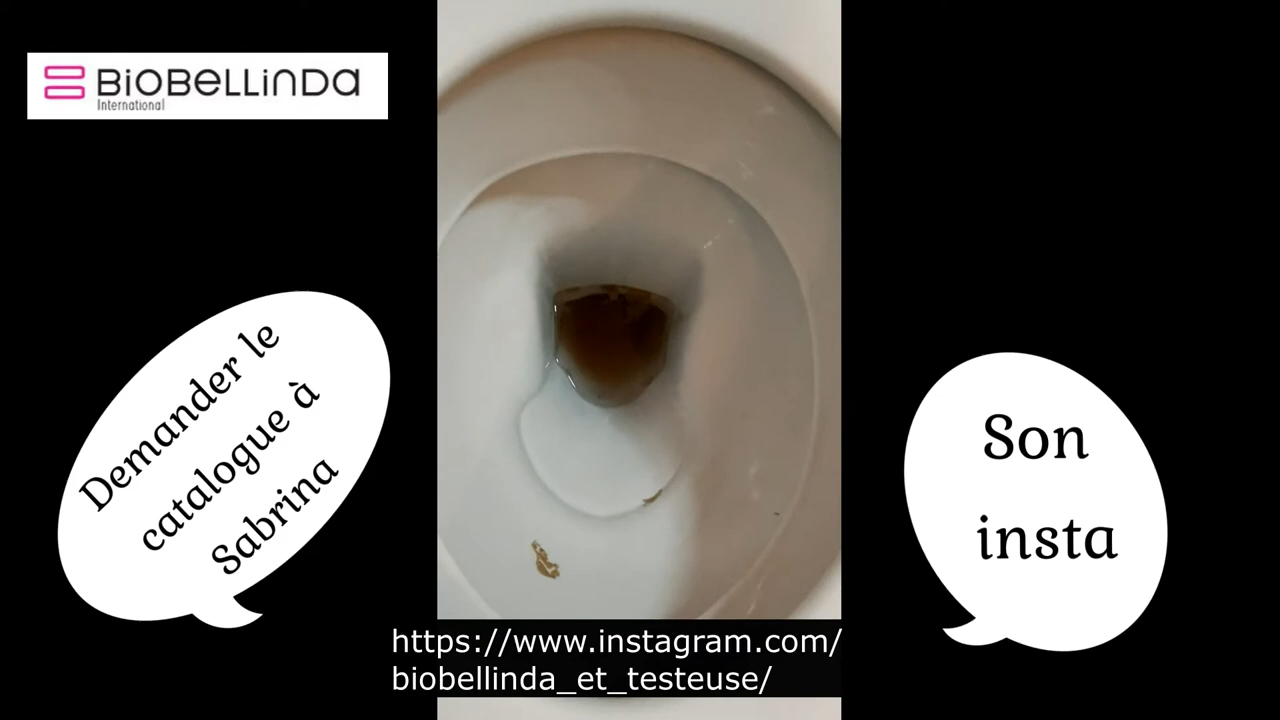 BIOBELLINDA
International
Demander le
catalogue à
Sabrina
Son
insta
https://www.instagram.com/
biobellinda_et_testeuse/